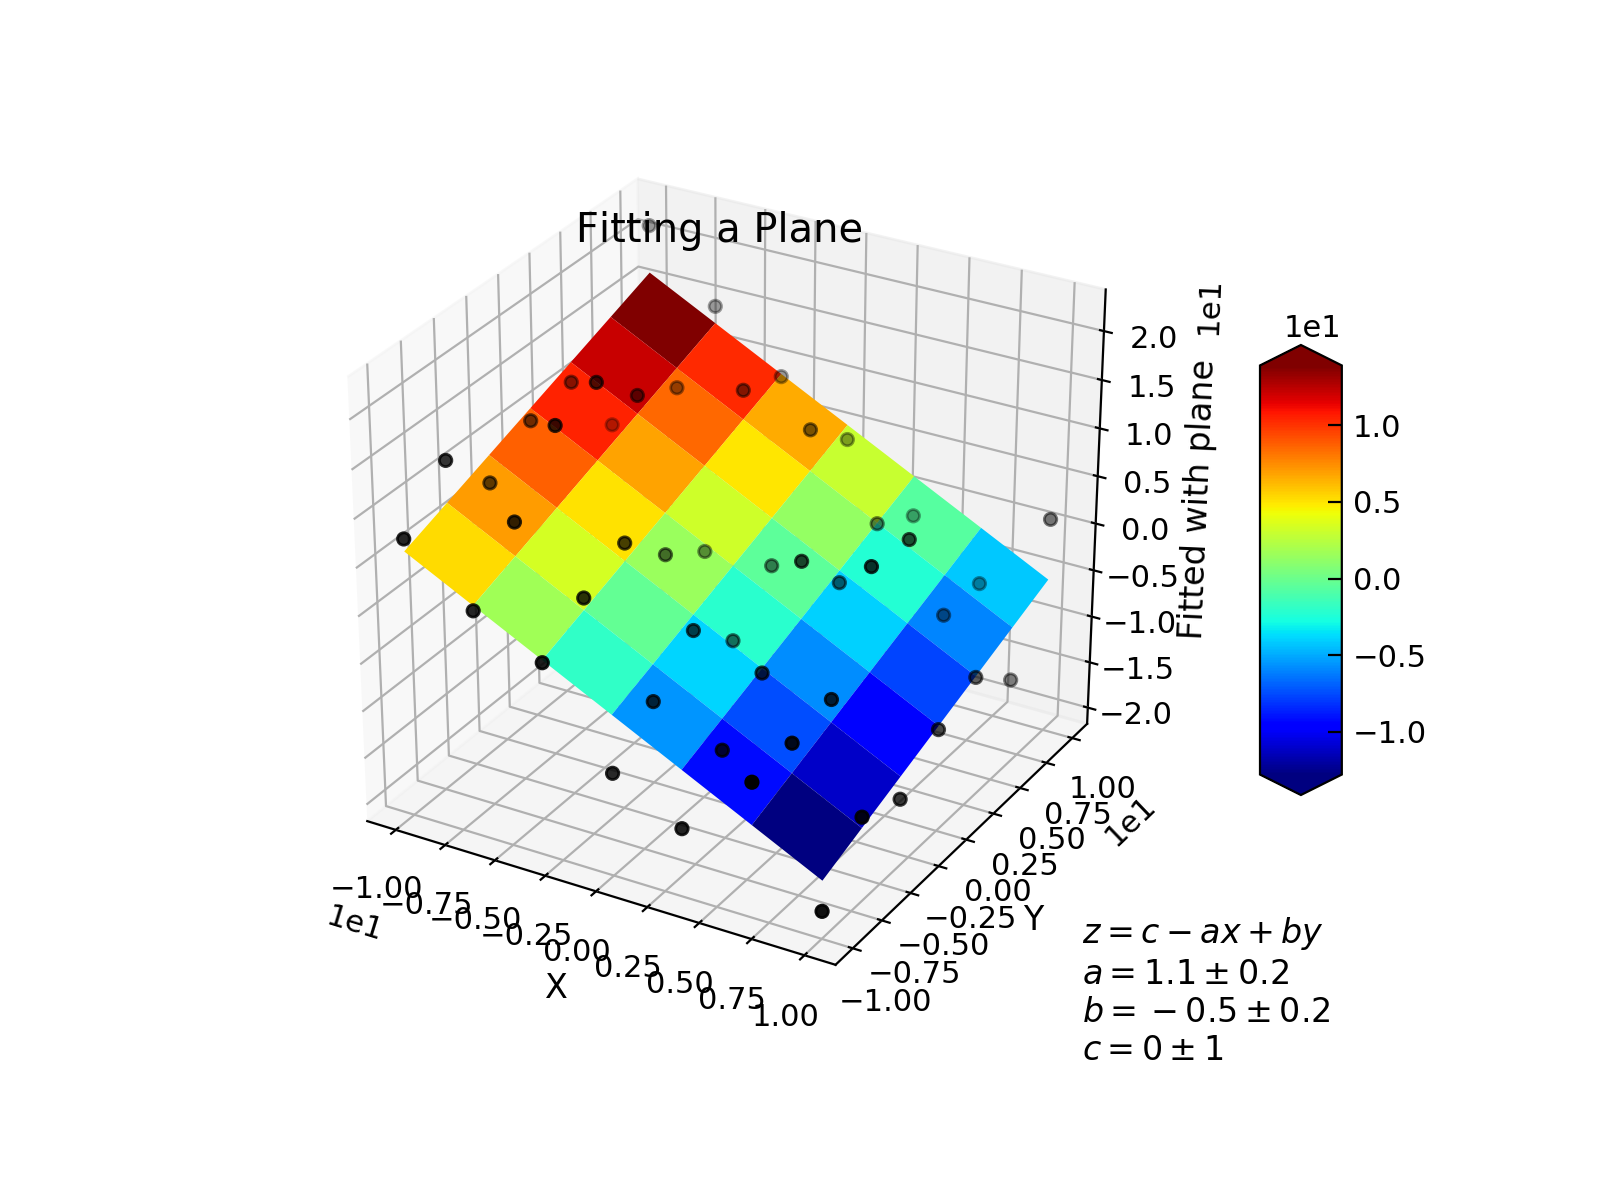 Fitting a Plane
1e1
2.0
1.5
1.0
0.5
0.0
−0.5
−1.0
−1.5
−2.0
Fitted with plane
1e1
1.0
0.5
0.0
−0.5
−1.0
−1.00
−0.75
−0.50
−0.25
0.00
0.25
0.50
0.75
1.00
1e1
X
1.00
0.75
0.50
0.25
0.00
−0.25
−0.50
−0.75
−1.00
1e1
Y
z = c − ax + by
a = 1.1 ± 0.2
b = − 0.5 ± 0.2
c = 0 ± 1